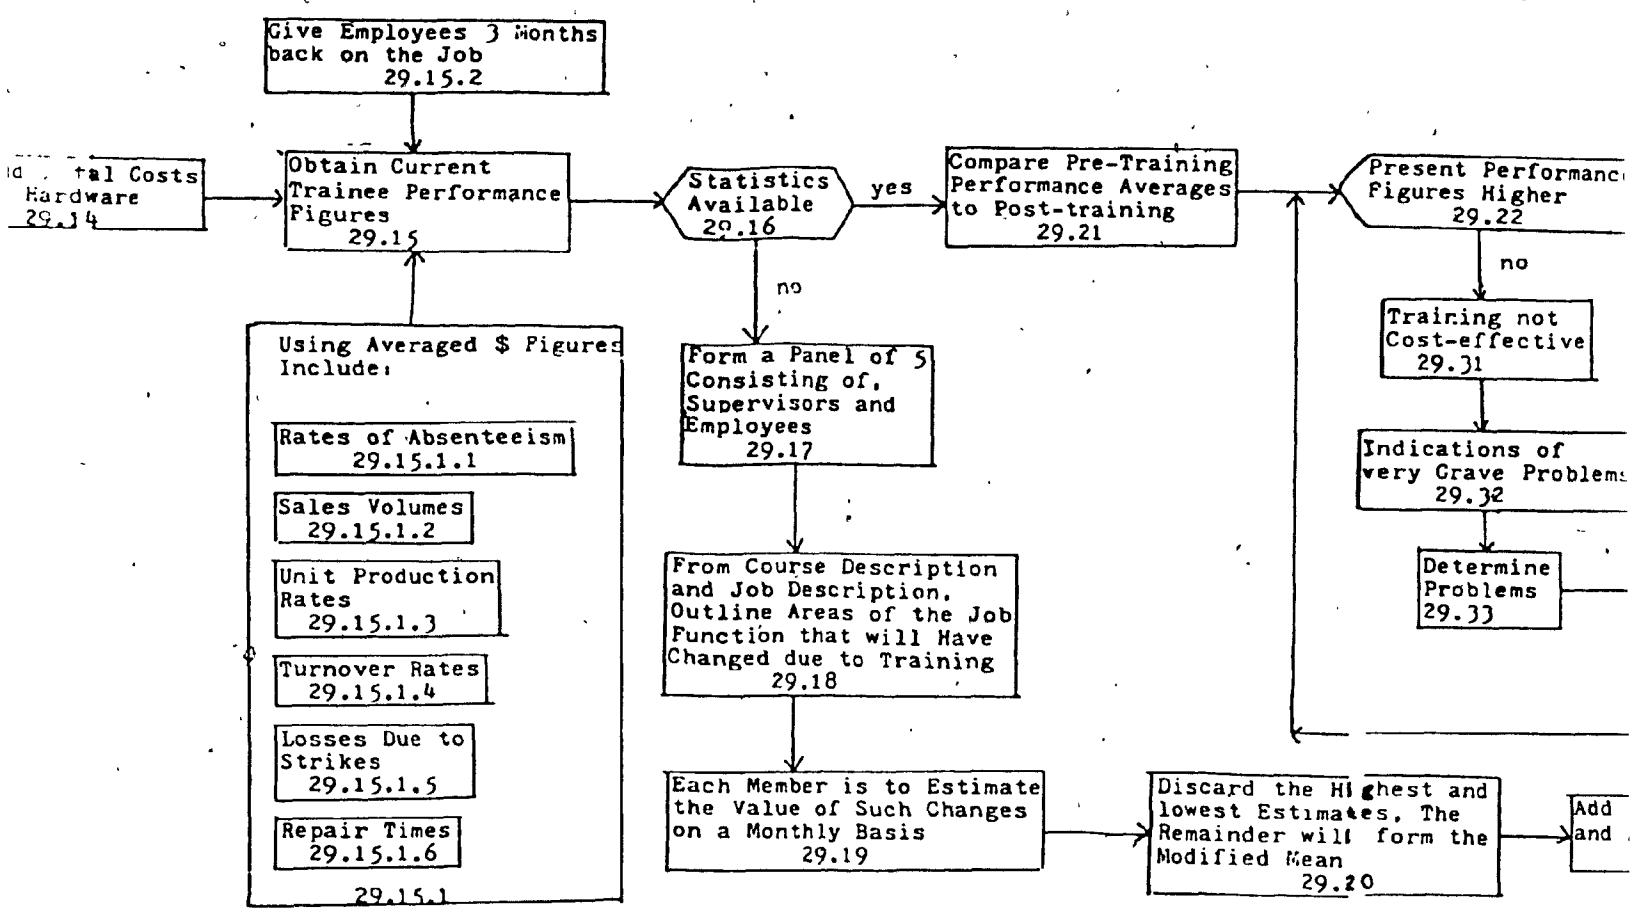 Give Employees 3 Months
back on the Job
29.15.2
Costs
Hardware
29.14
Obtain Current
Trainee Performance
Figures
29.15
Statistics
Available
29.16
yes
no
Compare Pre-Training
Performance Averages
to Post-training
29.21
Present Performanc
Figures Higher
29.22
no
Training not
Cost-effective
29.31
Indications of
very Grave Problems
29.32
Determine
Problems
29.33
Using Averaged $ Figures
Include:
Rates of Absenteeism
29.15.1.1
Sales Volumes
29.15.1.2
Unit Production
Rates
29.15.1.3
Turnover Rates
29.15.1.4
Losses Due to
Strikes
29.15.1.5
Repair Times
29.15.1.6
29.15.1
Form a Panel of 5
Consisting of,
Supervisors and
Employees
29.17
From Course Description
and Job Description,
Outline Areas of the Job
Function that will Have
Changed due to Training
29.18
Each Member is to Estimate
the Value of Such Changes
on a Monthly Basis
29.19
Discard the Highest and
lowest Estimates, The
Remainder will form the
Modified Mean
29.20
Add
and